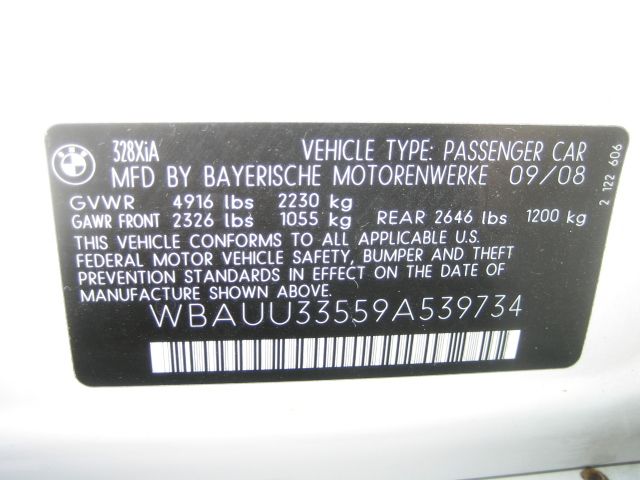 BMW
328XiA VEHICLE TYPE: PASSENGER CAR
MFD BY BAYERISCHE MOTORENWERKE 09/08
GVWR 4916 lbs 2230 kg
GAWR FRONT 2326 lbs 1055 kg REAR 2646 lbs 1200 kg
THIS VEHICLE CONFORMS TO ALL APPLICABLE U.S.
FEDERAL MOTOR VEHICLE SAFETY, BUMPER AND THEFT
PREVENTION STANDARDS IN EFFECT ON THE DATE OF
MANUFACTURE SHOWN ABOVE.
WBAUU33559A539734
2 122 606